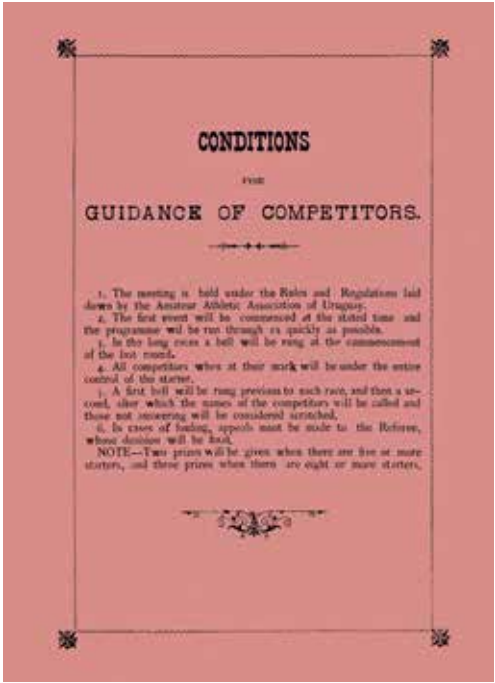 CONDITIONS
FOR
GUIDANCE OF COMPETITORS.
1. The meeting is held under the Rules and Regulations laid
down by the Amateur Athletic Association of Uruguay.
2. The first event will be commenced at the stated time and
the programme will be run through as quickly as possible.
3. In the long races a bell will be rung at the commencement
of the last round.
4. All competitors when at their mark will be under the entire
control of the starter.
5. A first bell will be rung previous to each race, and then a se-
cond, after which the names of the competitors will be called and
those not answering will be considered scratched.
6. In cases of fouling, appeals must be made to the Referee,
whose decision will be final.
NOTE—Two prizes will be given when there are five or more
starters, and three prizes when there are eight or more starters.